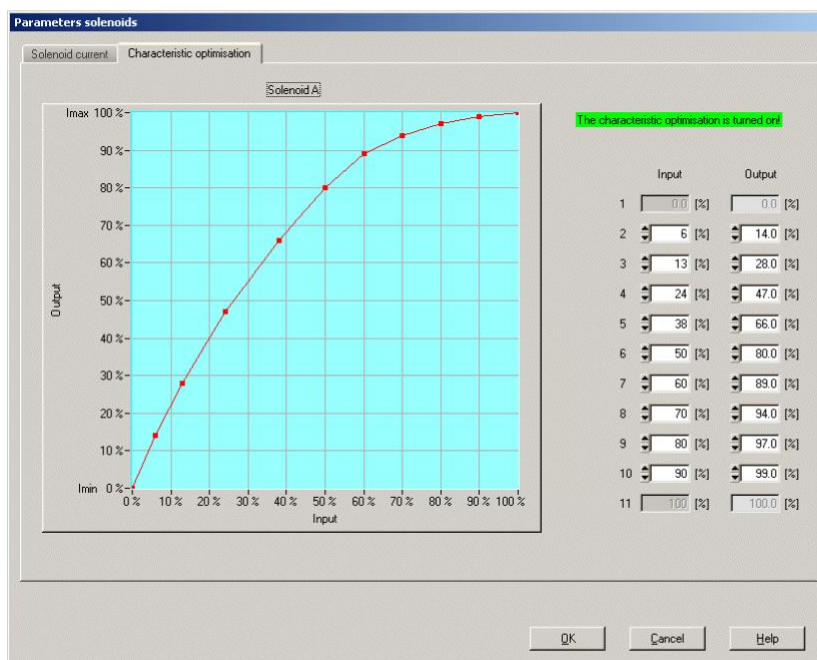 Parameters solenoids
Solenoid current Characteristic optimisation
Solenoid A
Imax 100 %
90 %
80 %
70 %
60 %
50 %
40 %
30 %
20 %
10 %
Imin 0 %
Output
0 % 10 % 20 % 30 % 40 % 50 % 60 % 70 % 80 % 90 % 100 %
Input
The characteristic optimisation is turned on!
Input Output
1 0.0 [%] 0.0 [%]
2 6 [%] 14.0 [%]
3 13 [%] 28.0 [%]
4 24 [%] 47.0 [%]
5 38 [%] 66.0 [%]
6 50 [%] 80.0 [%]
7 60 [%] 89.0 [%]
8 70 [%] 94.0 [%]
9 80 [%] 97.0 [%]
10 90 [%] 99.0 [%]
11 100 [%] 100.0 [%]
OK Cancel Help